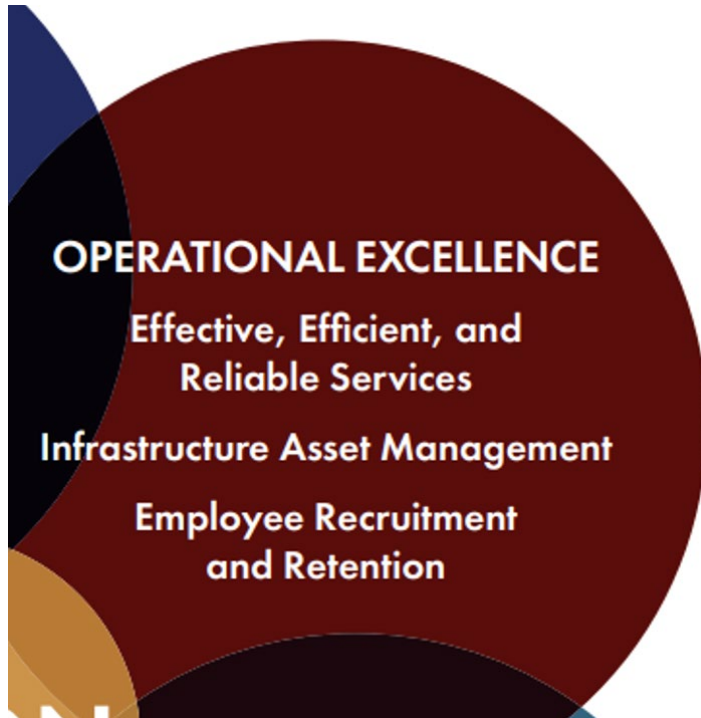 OPERATIONAL EXCELLENCE
Effective, Efficient, and
Reliable Services
Infrastructure Asset Management
Employee Recruitment
and Retention